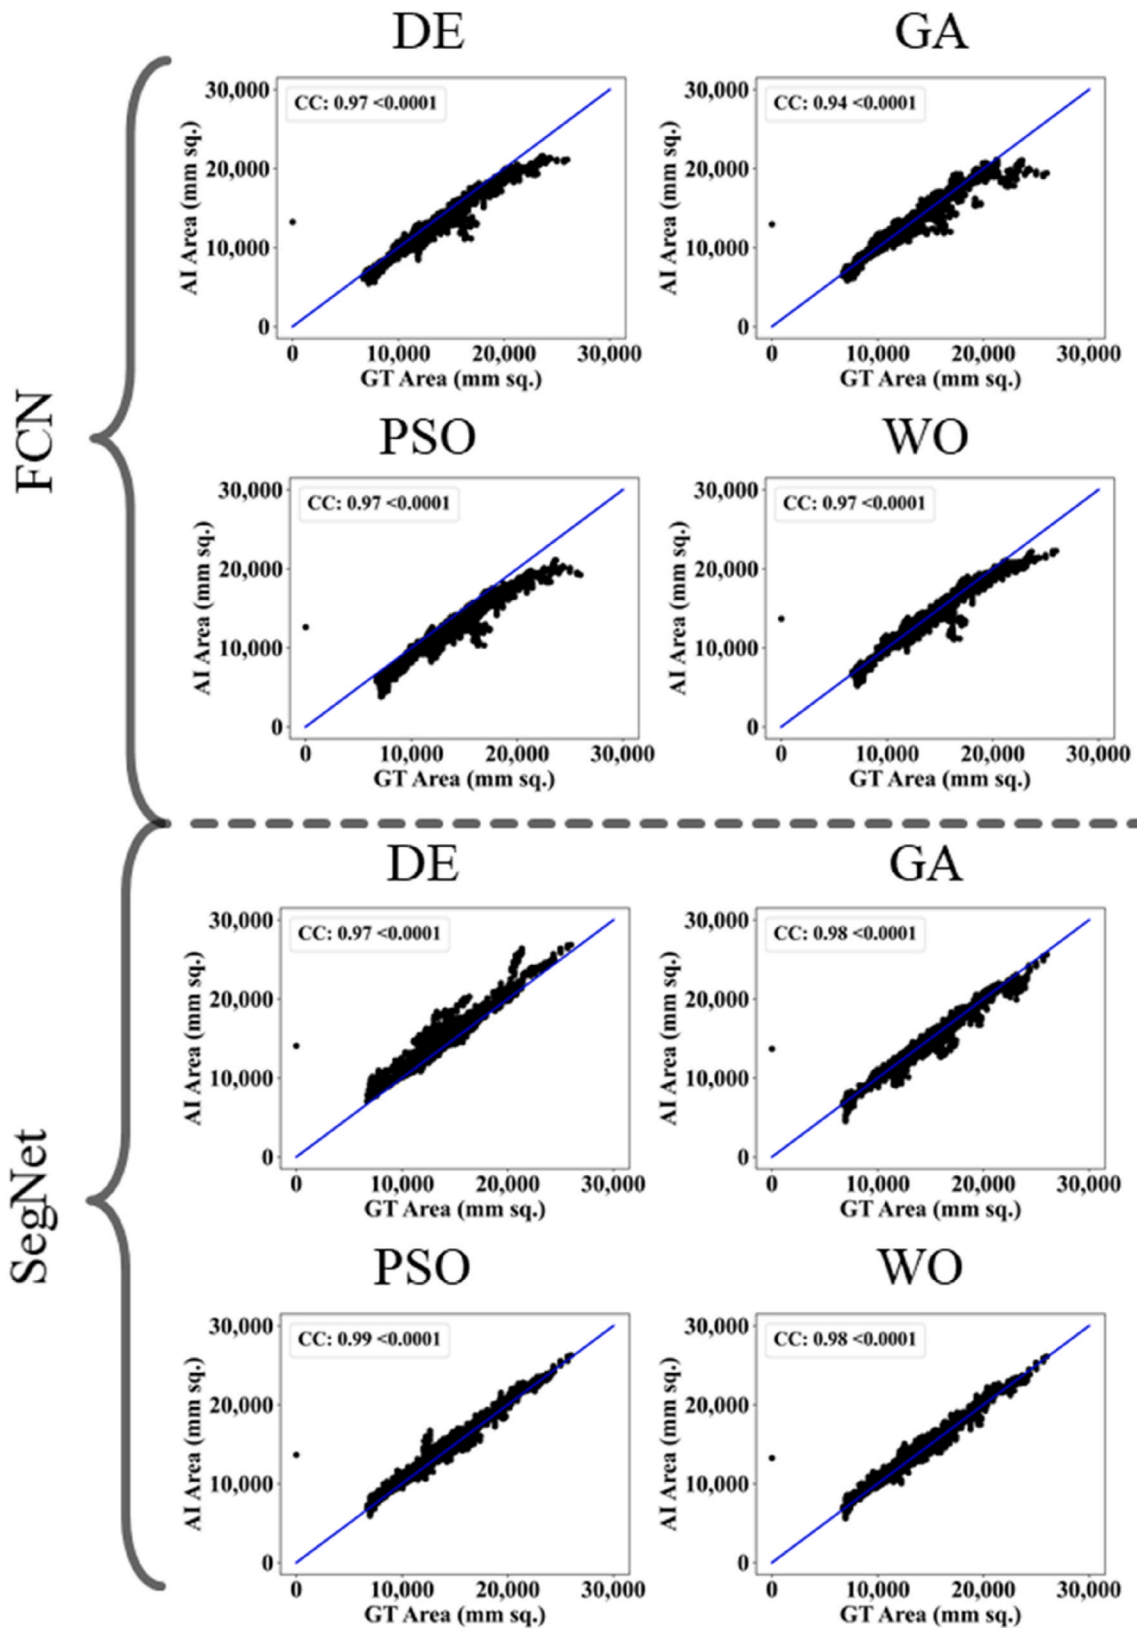 DE
GA
30,000
CC: 0.97 <0.0001
20,000
10,000
0
AI Area (mm sq.)
0 10,000 20,000 30,000
GT Area (mm sq.)
30,000
CC: 0.94 <0.0001
20,000
10,000
0
AI Area (mm sq.)
0 10,000 20,000 30,000
GT Area (mm sq.)
FCN
PSO
WO
30,000
CC: 0.97 <0.0001
20,000
10,000
0
AI Area (mm sq.)
0 10,000 20,000 30,000
GT Area (mm sq.)
30,000
CC: 0.97 <0.0001
20,000
10,000
0
AI Area (mm sq.)
0 10,000 20,000 30,000
GT Area (mm sq.)
DE
GA
30,000
CC: 0.97 <0.0001
20,000
10,000
0
AI Area (mm sq.)
0 10,000 20,000 30,000
GT Area (mm sq.)
30,000
CC: 0.98 <0.0001
20,000
10,000
0
AI Area (mm sq.)
0 10,000 20,000 30,000
GT Area (mm sq.)
SegNet
PSO
WO
30,000
CC: 0.99 <0.0001
20,000
10,000
0
AI Area (mm sq.)
0 10,000 20,000 30,000
GT Area (mm sq.)
30,000
CC: 0.98 <0.0001
20,000
10,000
0
AI Area (mm sq.)
0 10,000 20,000 30,000
GT Area (mm sq.)